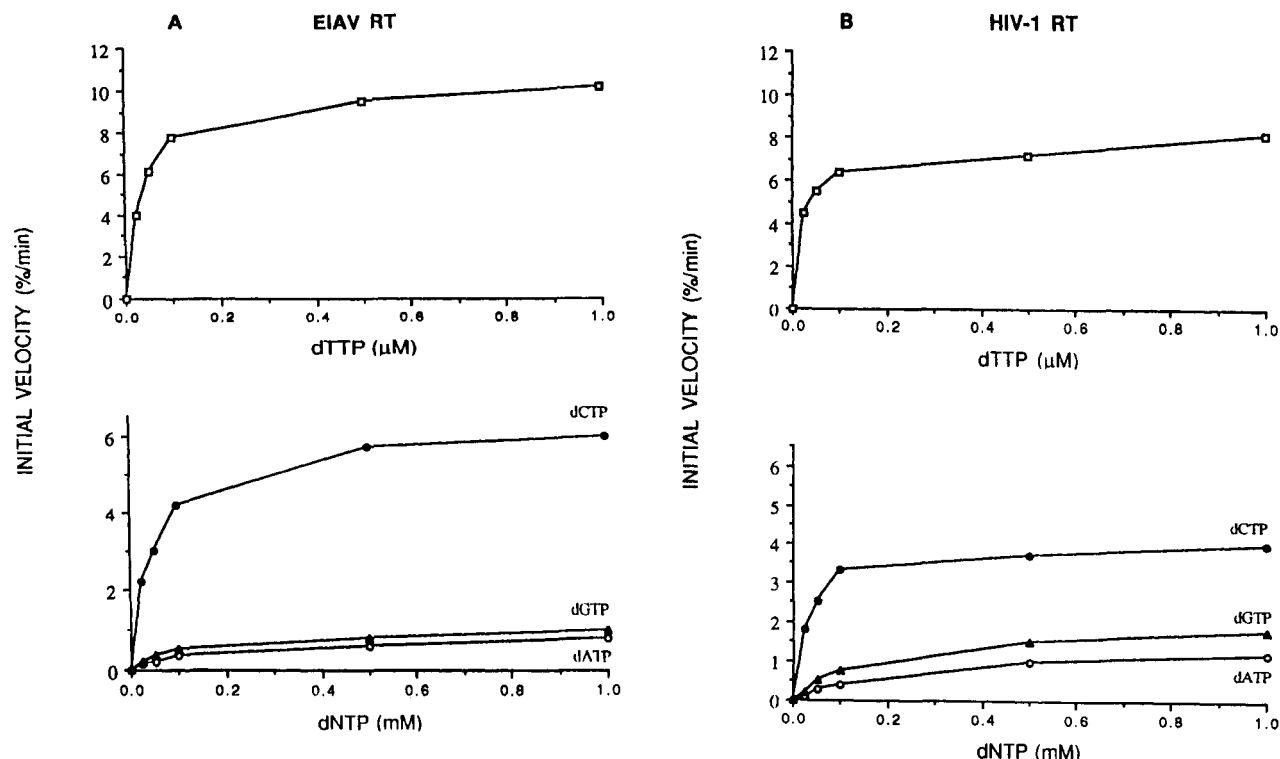 A EIAV RT
12
10
8
6
4
2
0
0.0 0.2 0.4 0.6 0.8 1.0
dTTP (μM)
INITIAL VELOCITY (%/min)
dCTP
6
4
2
0
dGTP
dATP
0.0 0.2 0.4 0.6 0.8 1.0
dNTP (mM)
B HIV-1 RT
12
10
8
6
4
2
0
0.0 0.2 0.4 0.6 0.8 1.0
dTTP (μM)
INITIAL VELOCITY (%/min)
6
5
4
3
2
1
0
dCTP
dGTP
dATP
0.0 0.2 0.4 0.6 0.8 1.0
dNTP (mM)